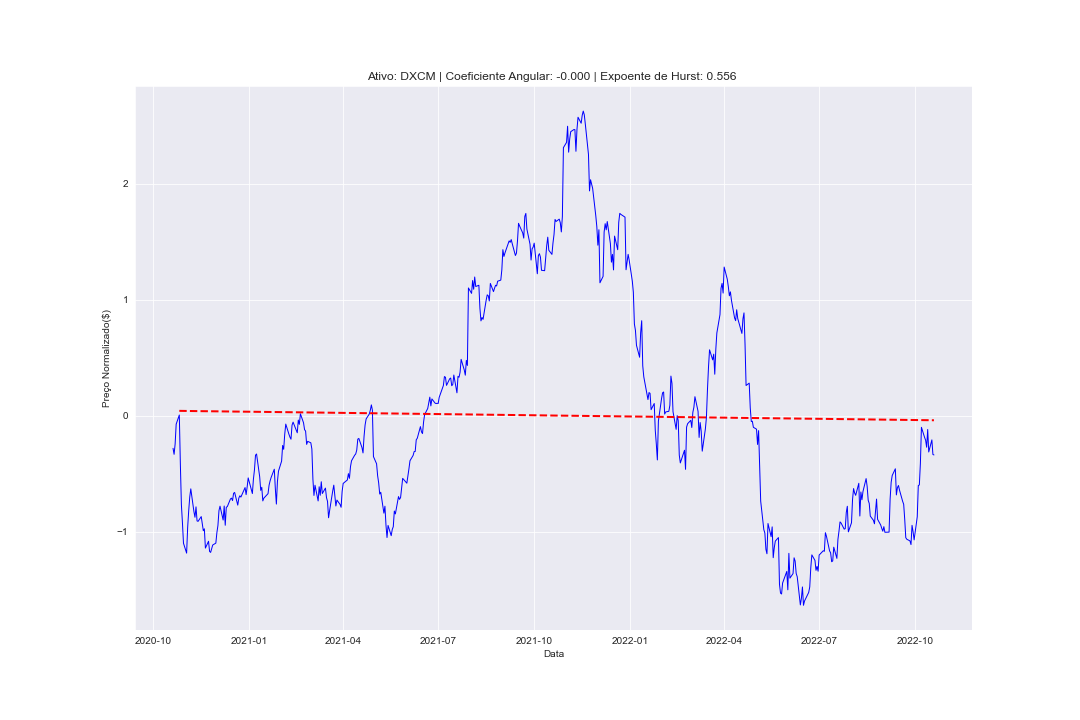 Ativo: DXCM | Coeficiente Angular: -0.000 | Expoente de Hurst: 0.556
Preço Normalizado($)
2
1
0
−1
2020-10 2021-01 2021-04 2021-07 2021-10 2022-01 2022-04 2022-07 2022-10
Data